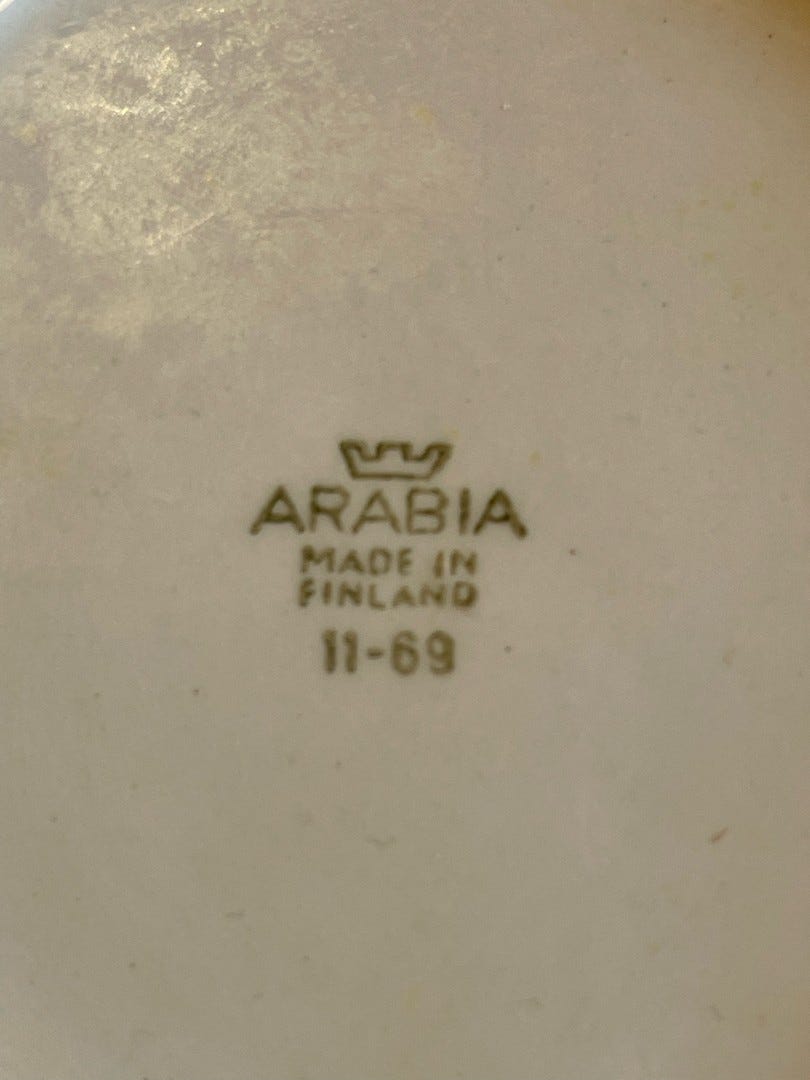 ARABIA
MADE IN
FINLAND
11-69